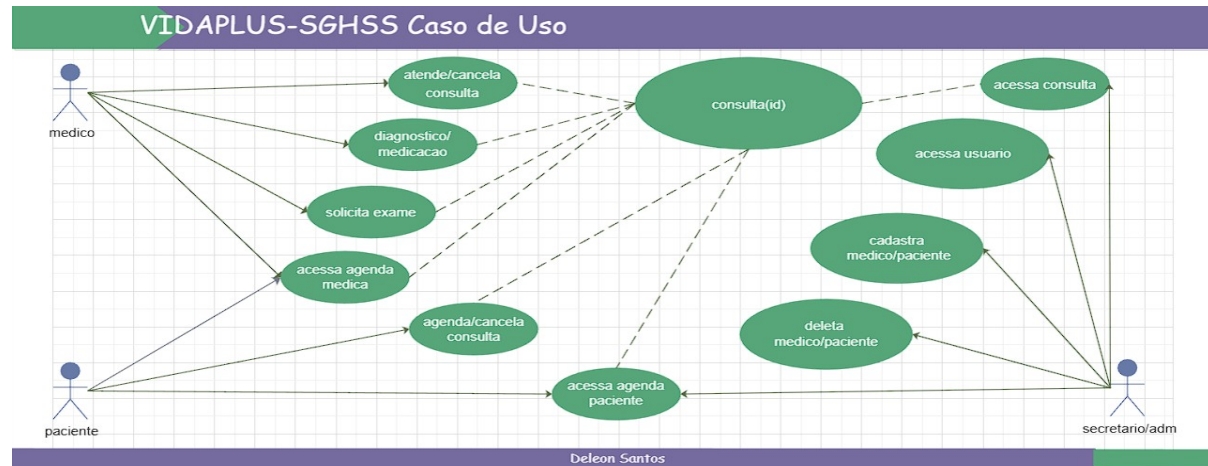 VIDAPLUS-SGHSS Caso de Uso
atende/cancela
consulta
consulta(id)
acessa consulta
medico
diagnostico/
medicacao
acessa usuario
solicita exame
cadastra
medico/paciente
acessa agenda
medica
agenda/cancela
consulta
deleta
medico/paciente
acessa agenda
paciente
paciente
secretario/adm
Deleon Santos